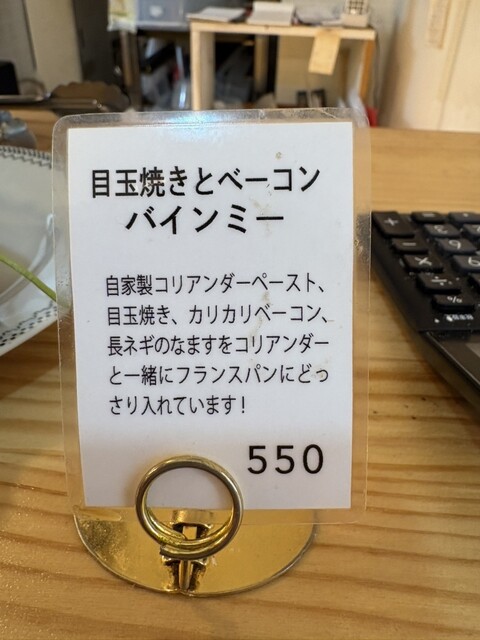 目玉焼きとベーコン
バインミー
自家製コリアンダーペースト、
目玉焼き、カリカリベーコン、
長ネギのなますをコリアンダー
と一緒にフランスパンにどっ
さり入れています!
550